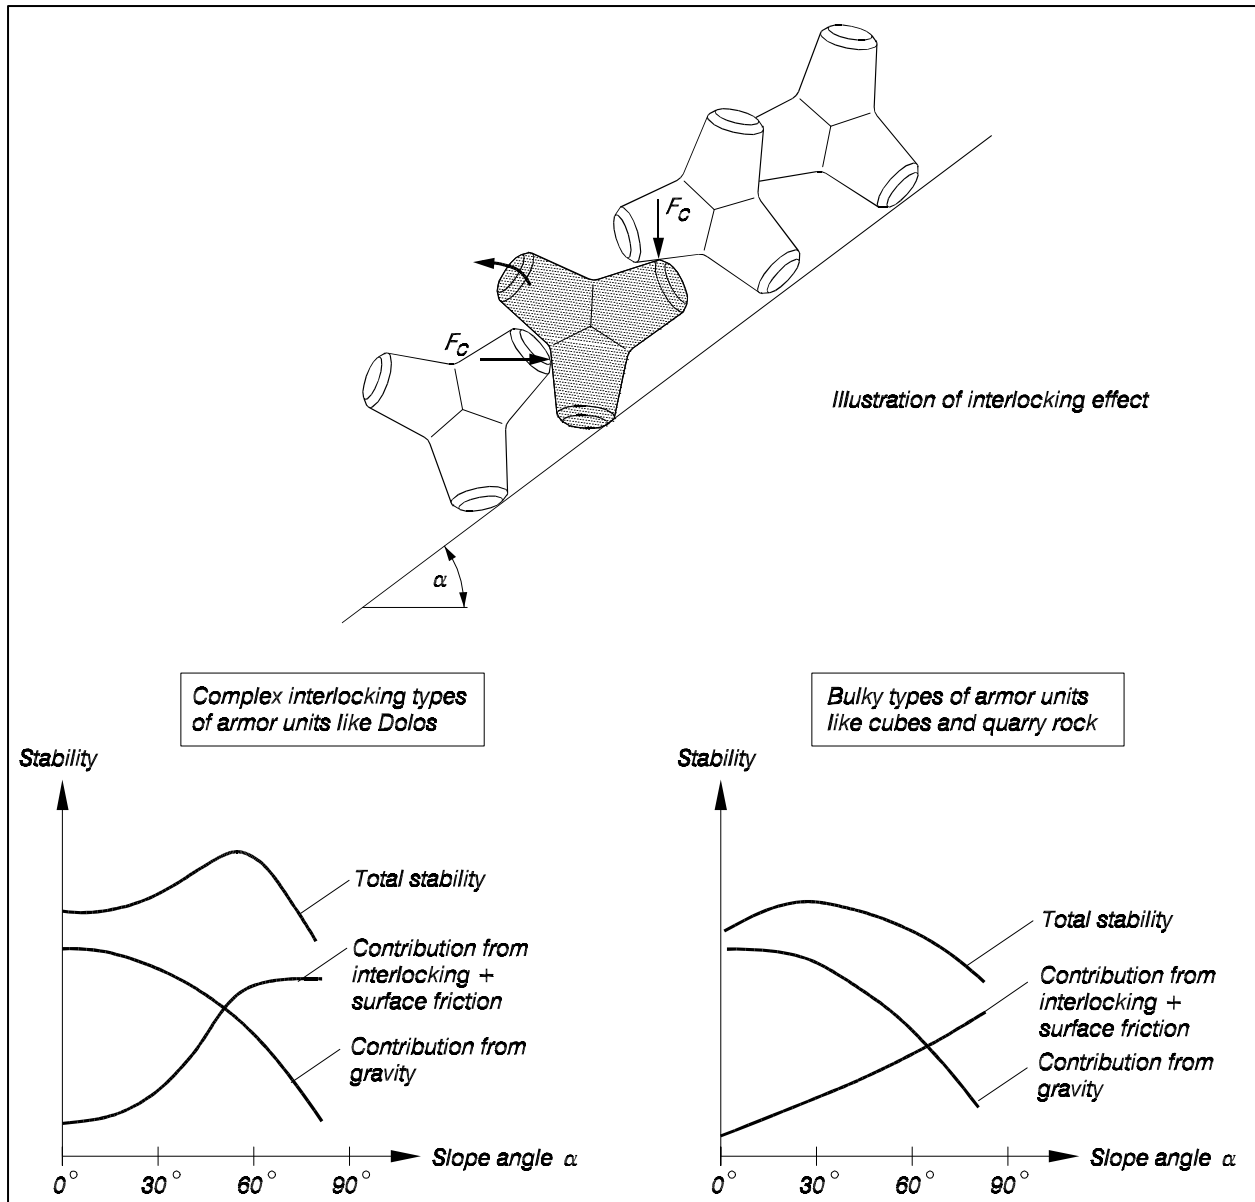 F_C
F_C
Illustration of interlocking effect
α
Complex interlocking types
of armor units like Dolos
Stability
Total stability
Contribution from
interlocking +
surface friction
Contribution from
gravity
0° 30° 60° 90° Slope angle α
Bulky types of armor units
like cubes and quarry rock
Stability
Total stability
Contribution from
interlocking +
surface friction
Contribution from
gravity
0° 30° 60° 90° Slope angle α